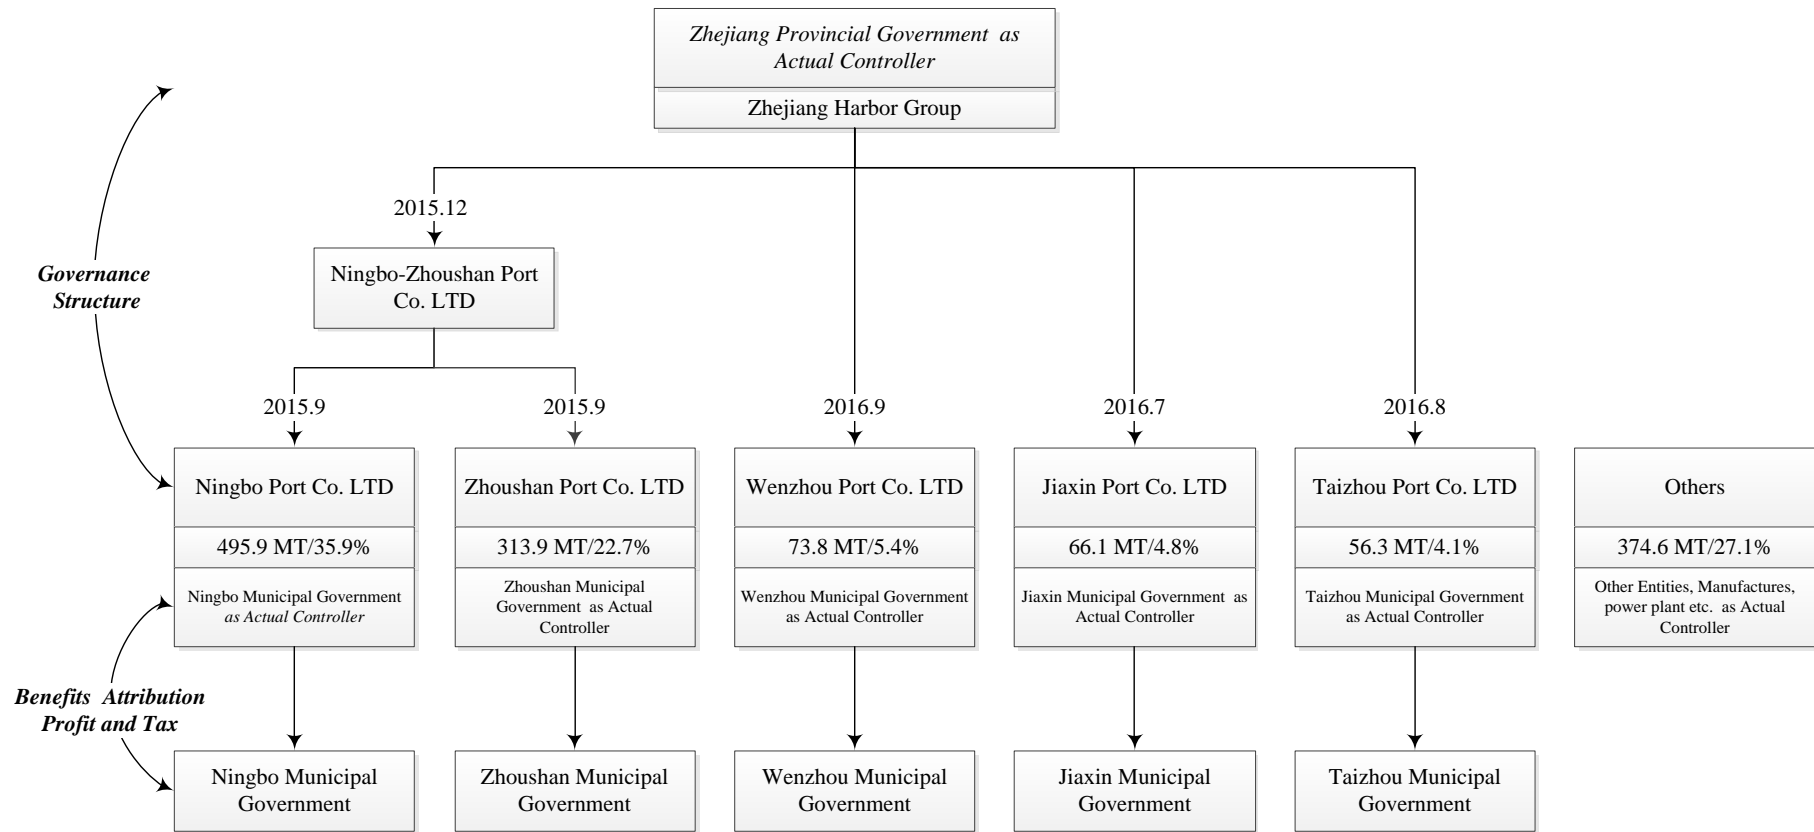 Zhejiang Provincial Government as
Actual Controller
Zhejiang Harbor Group
2015.12
Governance
Structure
Ningbo-Zhoushan Port
Co. LTD
2015.9
2015.9
2016.9
2016.7
2016.8
Ningbo Port Co. LTD
Zhoushan Port Co. LTD
Wenzhou Port Co. LTD
Jiaxin Port Co. LTD
Taizhou Port Co. LTD
Others
495.9 MT/35.9%
313.9 MT/22.7%
73.8 MT/5.4%
66.1 MT/4.8%
56.3 MT/4.1%
374.6 MT/27.1%
Ningbo Municipal Government
as Actual Controller
Zhoushan Municipal
Government as Actual
Controller
Wenzhou Municipal Government
as Actual Controller
Jiaxin Municipal Government as
Actual Controller
Taizhou Municipal Government
as Actual Controller
Other Entities, Manufactures,
power plant etc. as Actual
Controller
Benefits Attribution
Profit and Tax
Ningbo Municipal
Government
Zhoushan Municipal
Government
Wenzhou Municipal
Government
Jiaxin Municipal
Government
Taizhou Municipal
Government